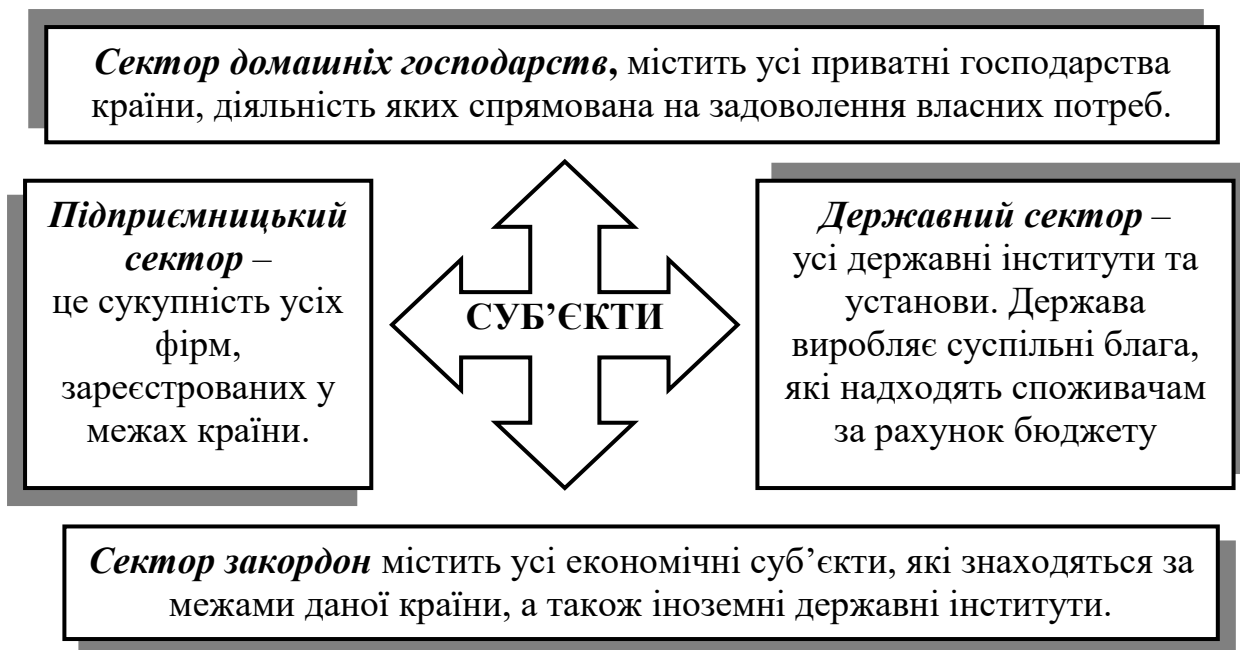 Сектор домашніх господарств, містить усі приватні господарства
країни, діяльність яких спрямована на задоволення власних потреб.
Підприємницький
сектор –
це сукупність усіх
фірм,
зареєстрованих у
межах країни.
СУБ’ЄКТИ
Державний сектор –
усі державні інститути та
установи. Держава
виробляє суспільні блага,
які надходять споживачам
за рахунок бюджету
Сектор закордон містить усі економічні суб’єкти, які знаходяться за
межами даної країни, а також іноземні державні інститути.